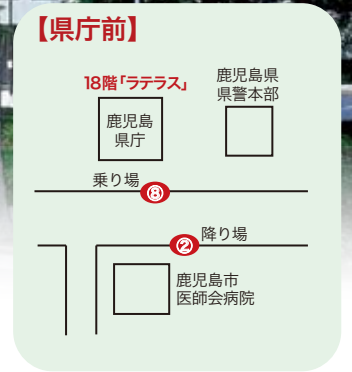 【県庁前】
18階「ラテラス」
鹿児島
県庁
鹿児島県
県警本部
乗り場
⑧
②
降り場
鹿児島市
医師会病院